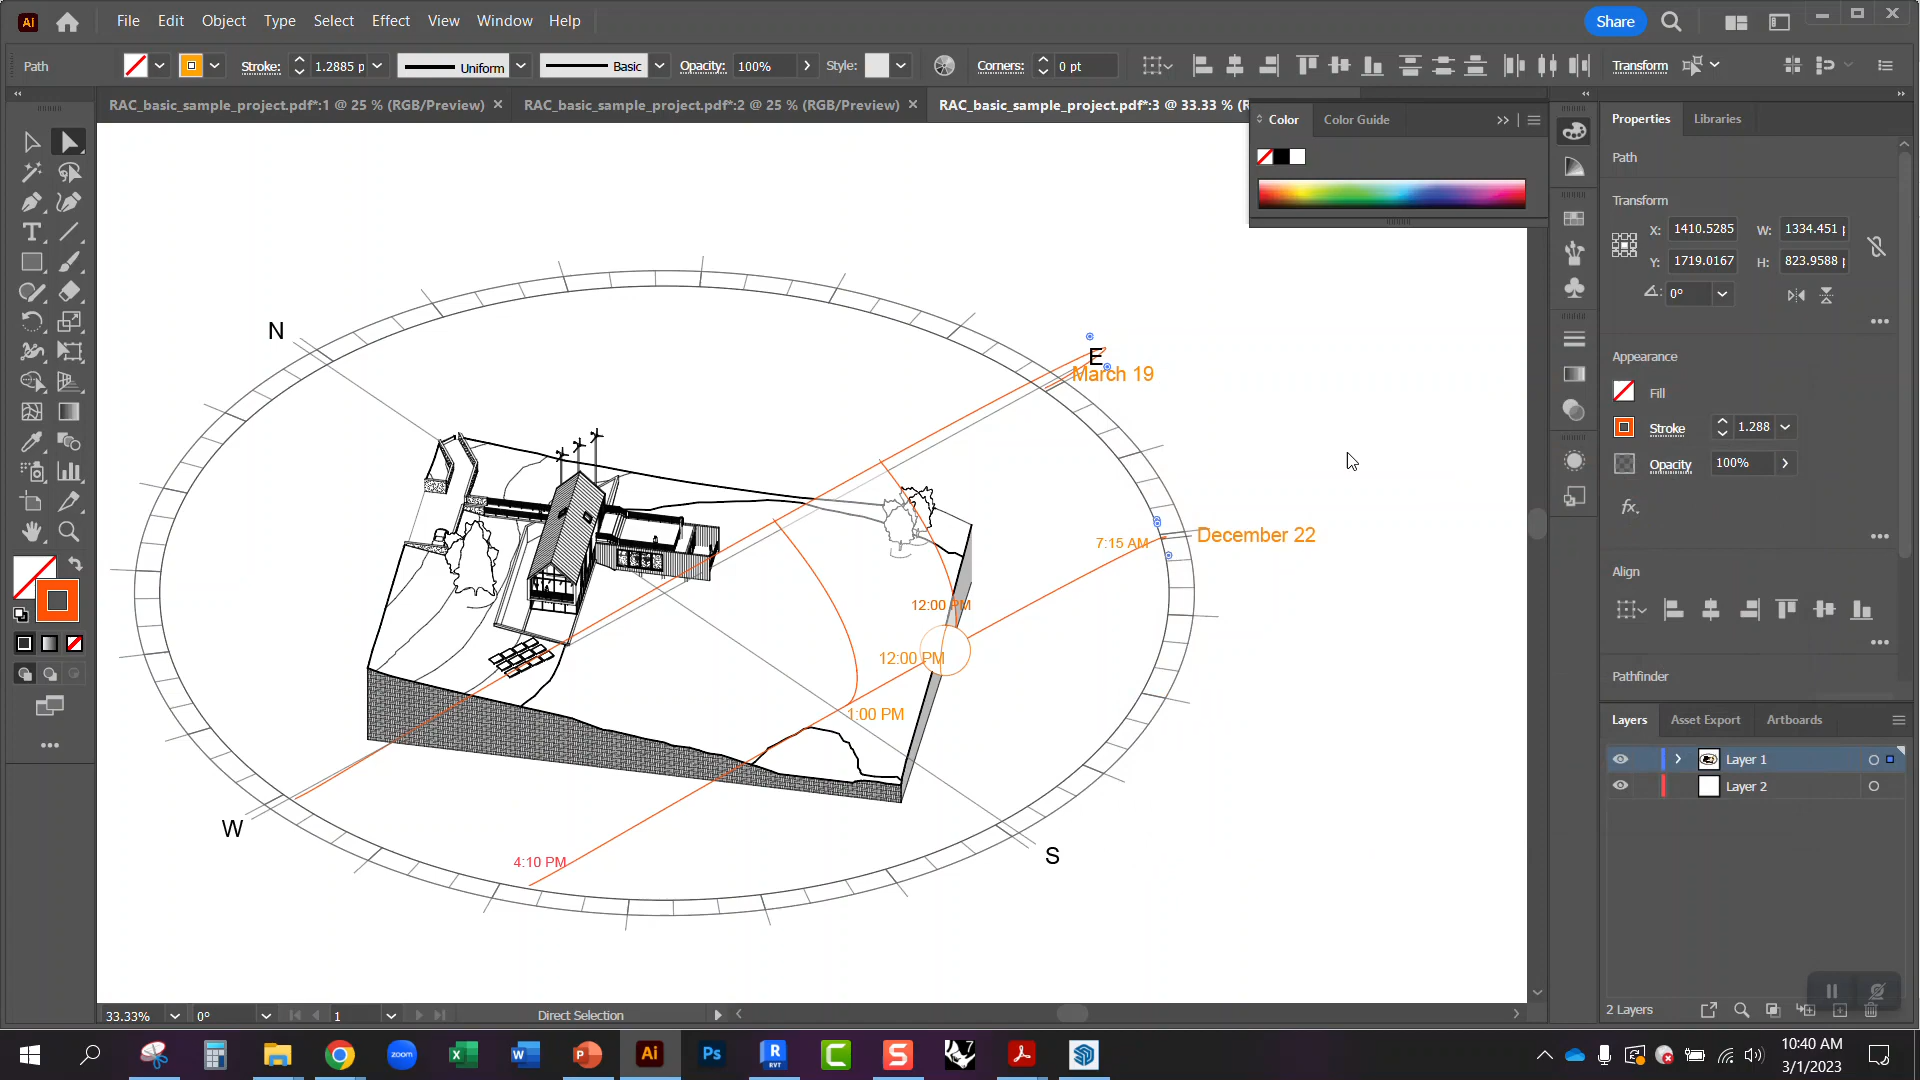 Ai File Edit Object Type Select Effect View Window Help Share
Path Stroke: 1.2885 p Uniform Basic Opacity: 100% Style: Corners: 0 pt Transform
RAC_basic_sample_project.pdf*:1 @ 25 % (RGB/Preview) × RAC_basic_sample_project.pdf*:2 @ 25 % (RGB/Preview) × RAC_basic_sample_project.pdf*:3 @ 33.33 % (R
Color Color Guide
Properties Libraries
Path
Transform
X: 1410.5285 W: 1334.451
Y: 1719.0167 H: 823.9588
0°
N
E
March 19
Appearance
Fill
Stroke 1.288
Opacity 100%
fx.
December 22
7:15 AM
Align
12:00 PM
12:00 PM
1:00 PM
Pathfinder
Layers Asset Export Artboards
Layer 1
Layer 2
W
S
4:10 PM
33.33% 0° 1 Direct Selection
2 Layers
zoom Ai Ps R RVT C S 7
10:40 AM
3/1/2023